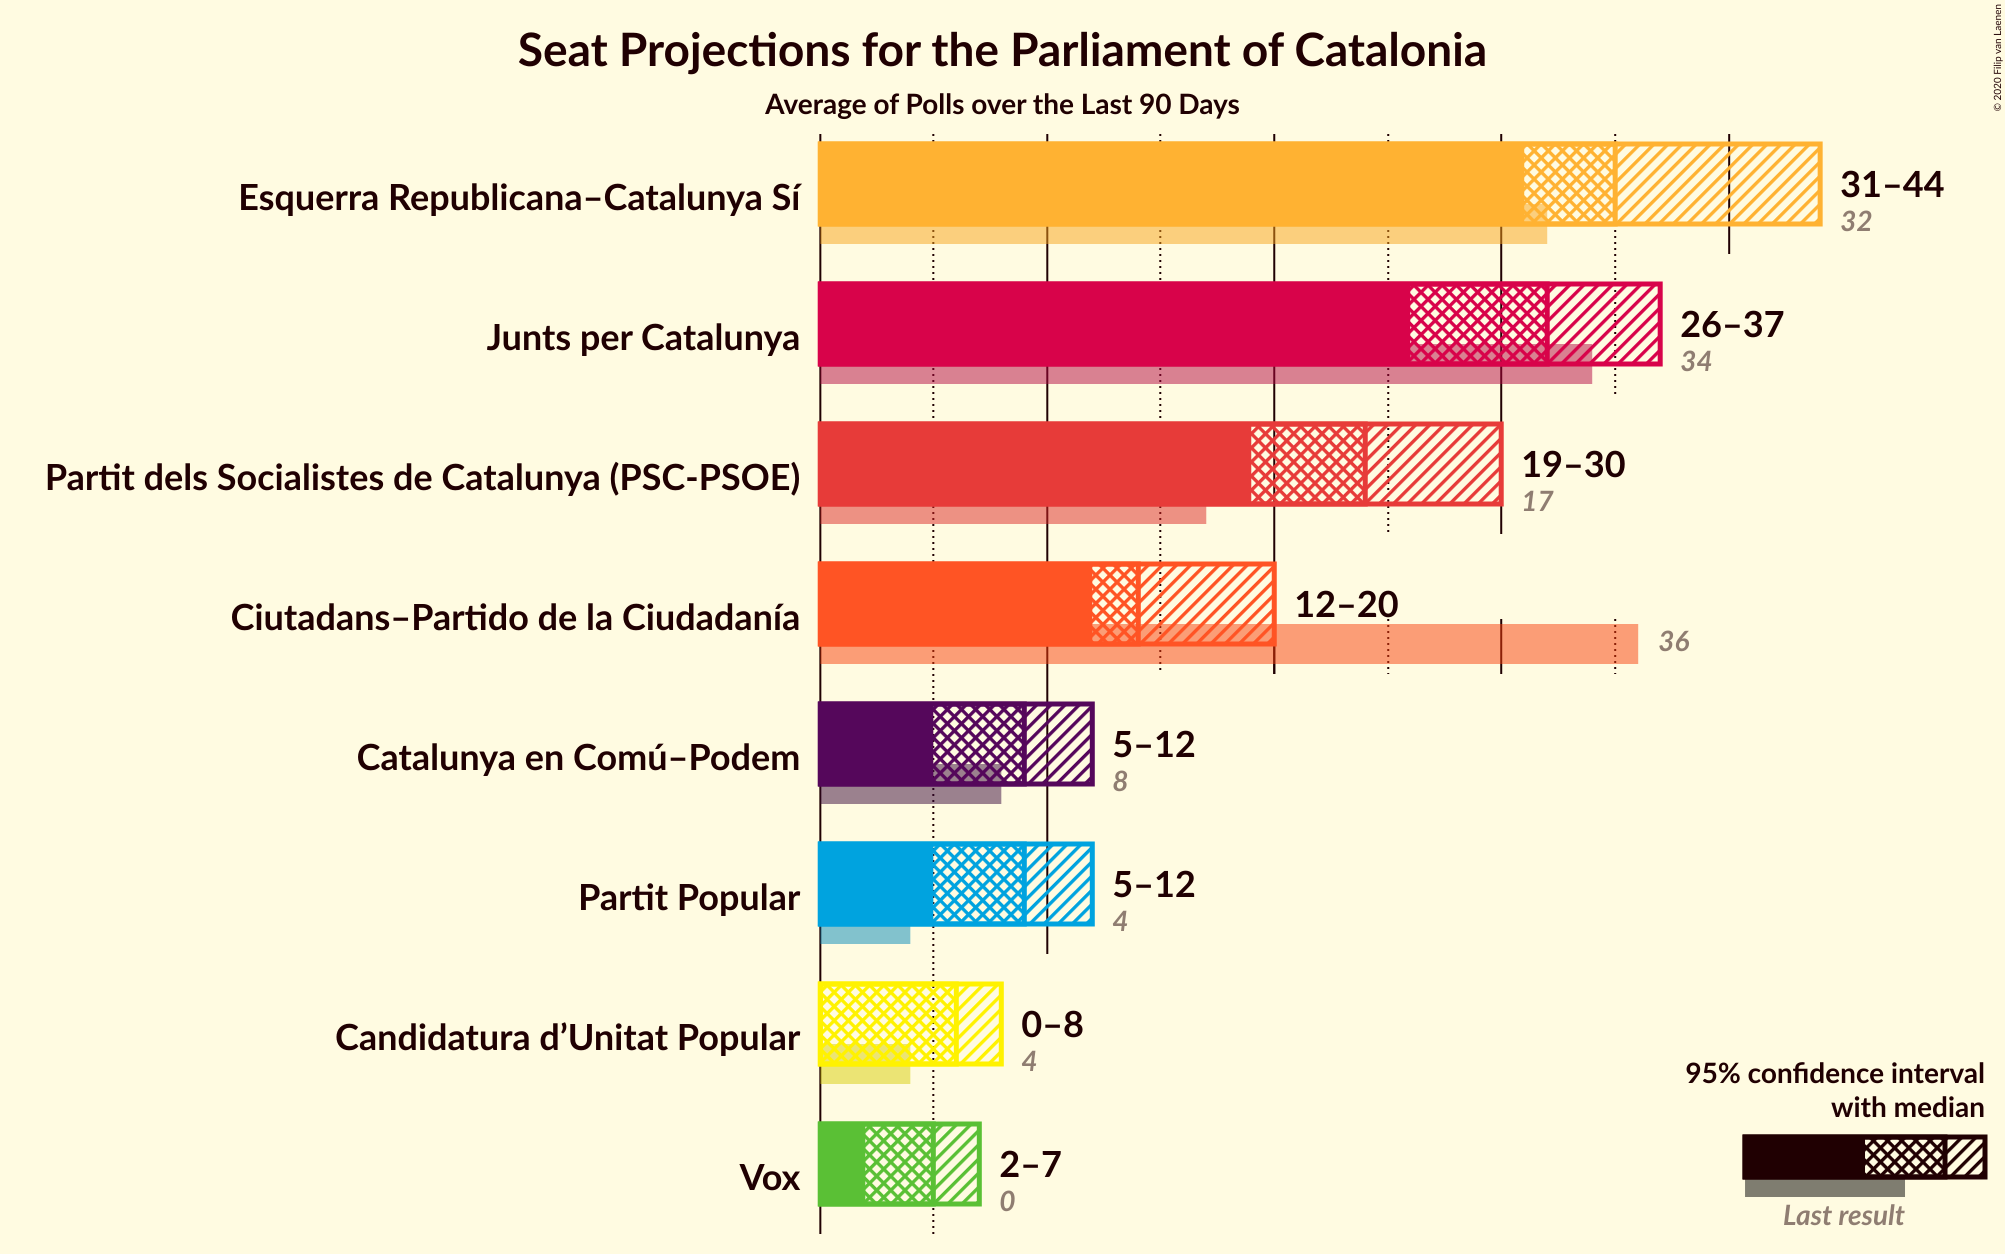 Seat Projections for the Parliament of Catalonia
Average of Polls over the Last 90 Days
© 2020 Filip van Laenen
Esquerra Republicana–Catalunya Sí
31–44
32
Junts per Catalunya
26–37
34
Partit dels Socialistes de Catalunya (PSC-PSOE)
19–30
17
Ciutadans–Partido de la Ciudadanía
12–20
36
Catalunya en Comú–Podem
5–12
8
Partit Popular
5–12
4
Candidatura d’Unitat Popular
0–8
4
Vox
2–7
0
95% confidence interval
with median
Last result